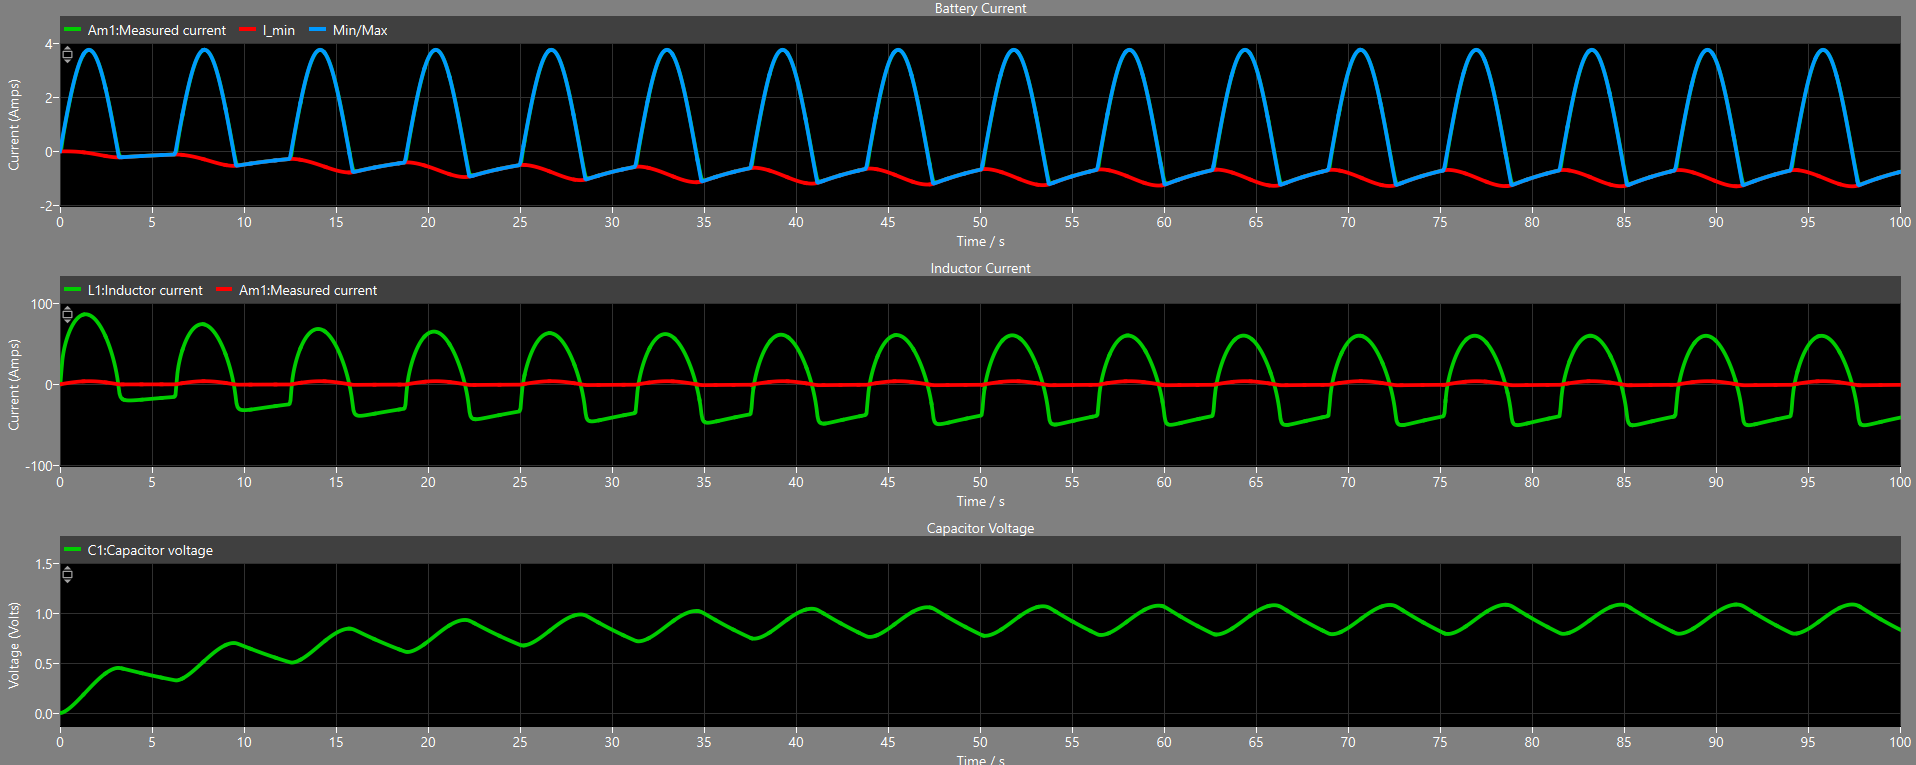 Battery Current
Am1:Measured current I_min Min/Max
4
2
0
-2
Current (Amps)
0 5 10 15 20 25 30 35 40 45 50 55 60 65 70 75 80 85 90 95 100
Time / s
Inductor Current
L1:Inductor current Am1:Measured current
100
0
-100
Current (Amps)
0 5 10 15 20 25 30 35 40 45 50 55 60 65 70 75 80 85 90 95 100
Time / s
Capacitor Voltage
C1:Capacitor voltage
1.5
1.0
0.5
0.0
Voltage (Volts)
0 5 10 15 20 25 30 35 40 45 50 55 60 65 70 75 80 85 90 95 100
Time / s